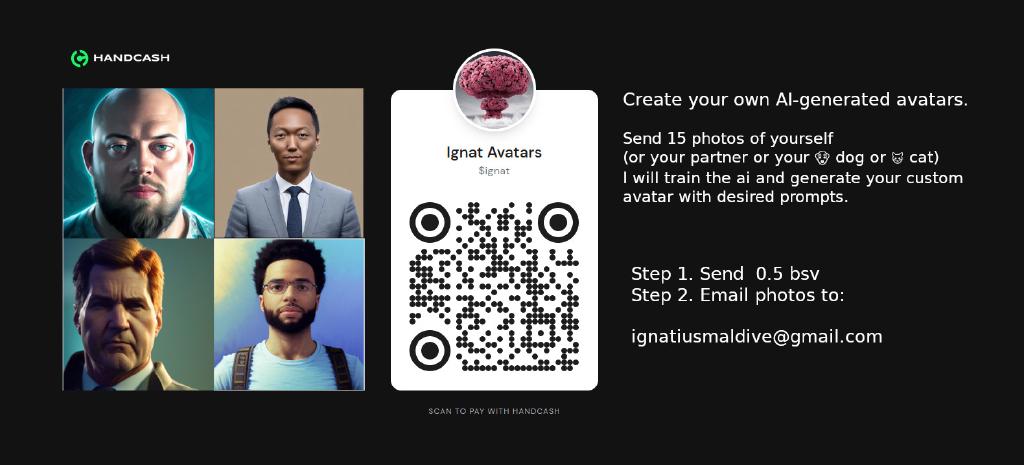 HANDCASH
Ignat Avatars
$ignat
SCAN TO PAY WITH HANDCASH
Create your own AI-generated avatars.
Send 15 photos of yourself
(or your partner or your 🐶 dog or 🐱 cat)
I will train the ai and generate your custom
avatar with desired prompts.
Step 1. Send 0.5 bsv
Step 2. Email photos to:
ignatiusmaldive@gmail.com